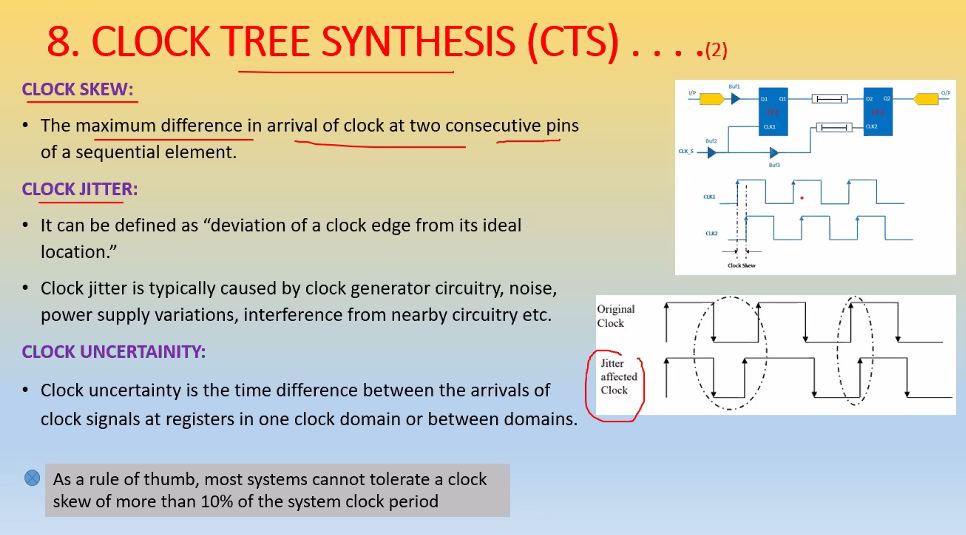 8. CLOCK TREE SYNTHESIS (CTS) . . . .(2)
CLOCK SKEW:
• The maximum difference in arrival of clock at two consecutive pins
of a sequential element.
CLOCK JITTER:
• It can be defined as “deviation of a clock edge from its ideal
location.”
• Clock jitter is typically caused by clock generator circuitry, noise,
power supply variations, interference from nearby circuitry etc.
CLOCK UNCERTAINITY:
• Clock uncertainty is the time difference between the arrivals of
clock signals at registers in one clock domain or between domains.
As a rule of thumb, most systems cannot tolerate a clock
skew of more than 10% of the system clock period
I/P
Buf1
D1 Q1
CLK1
D2 Q2
CLK2
O/P
CLK_S
Buf2
Buf3
CLK1
CLK2
Clock Skew
Original
Clock
Jitter
affected
Clock